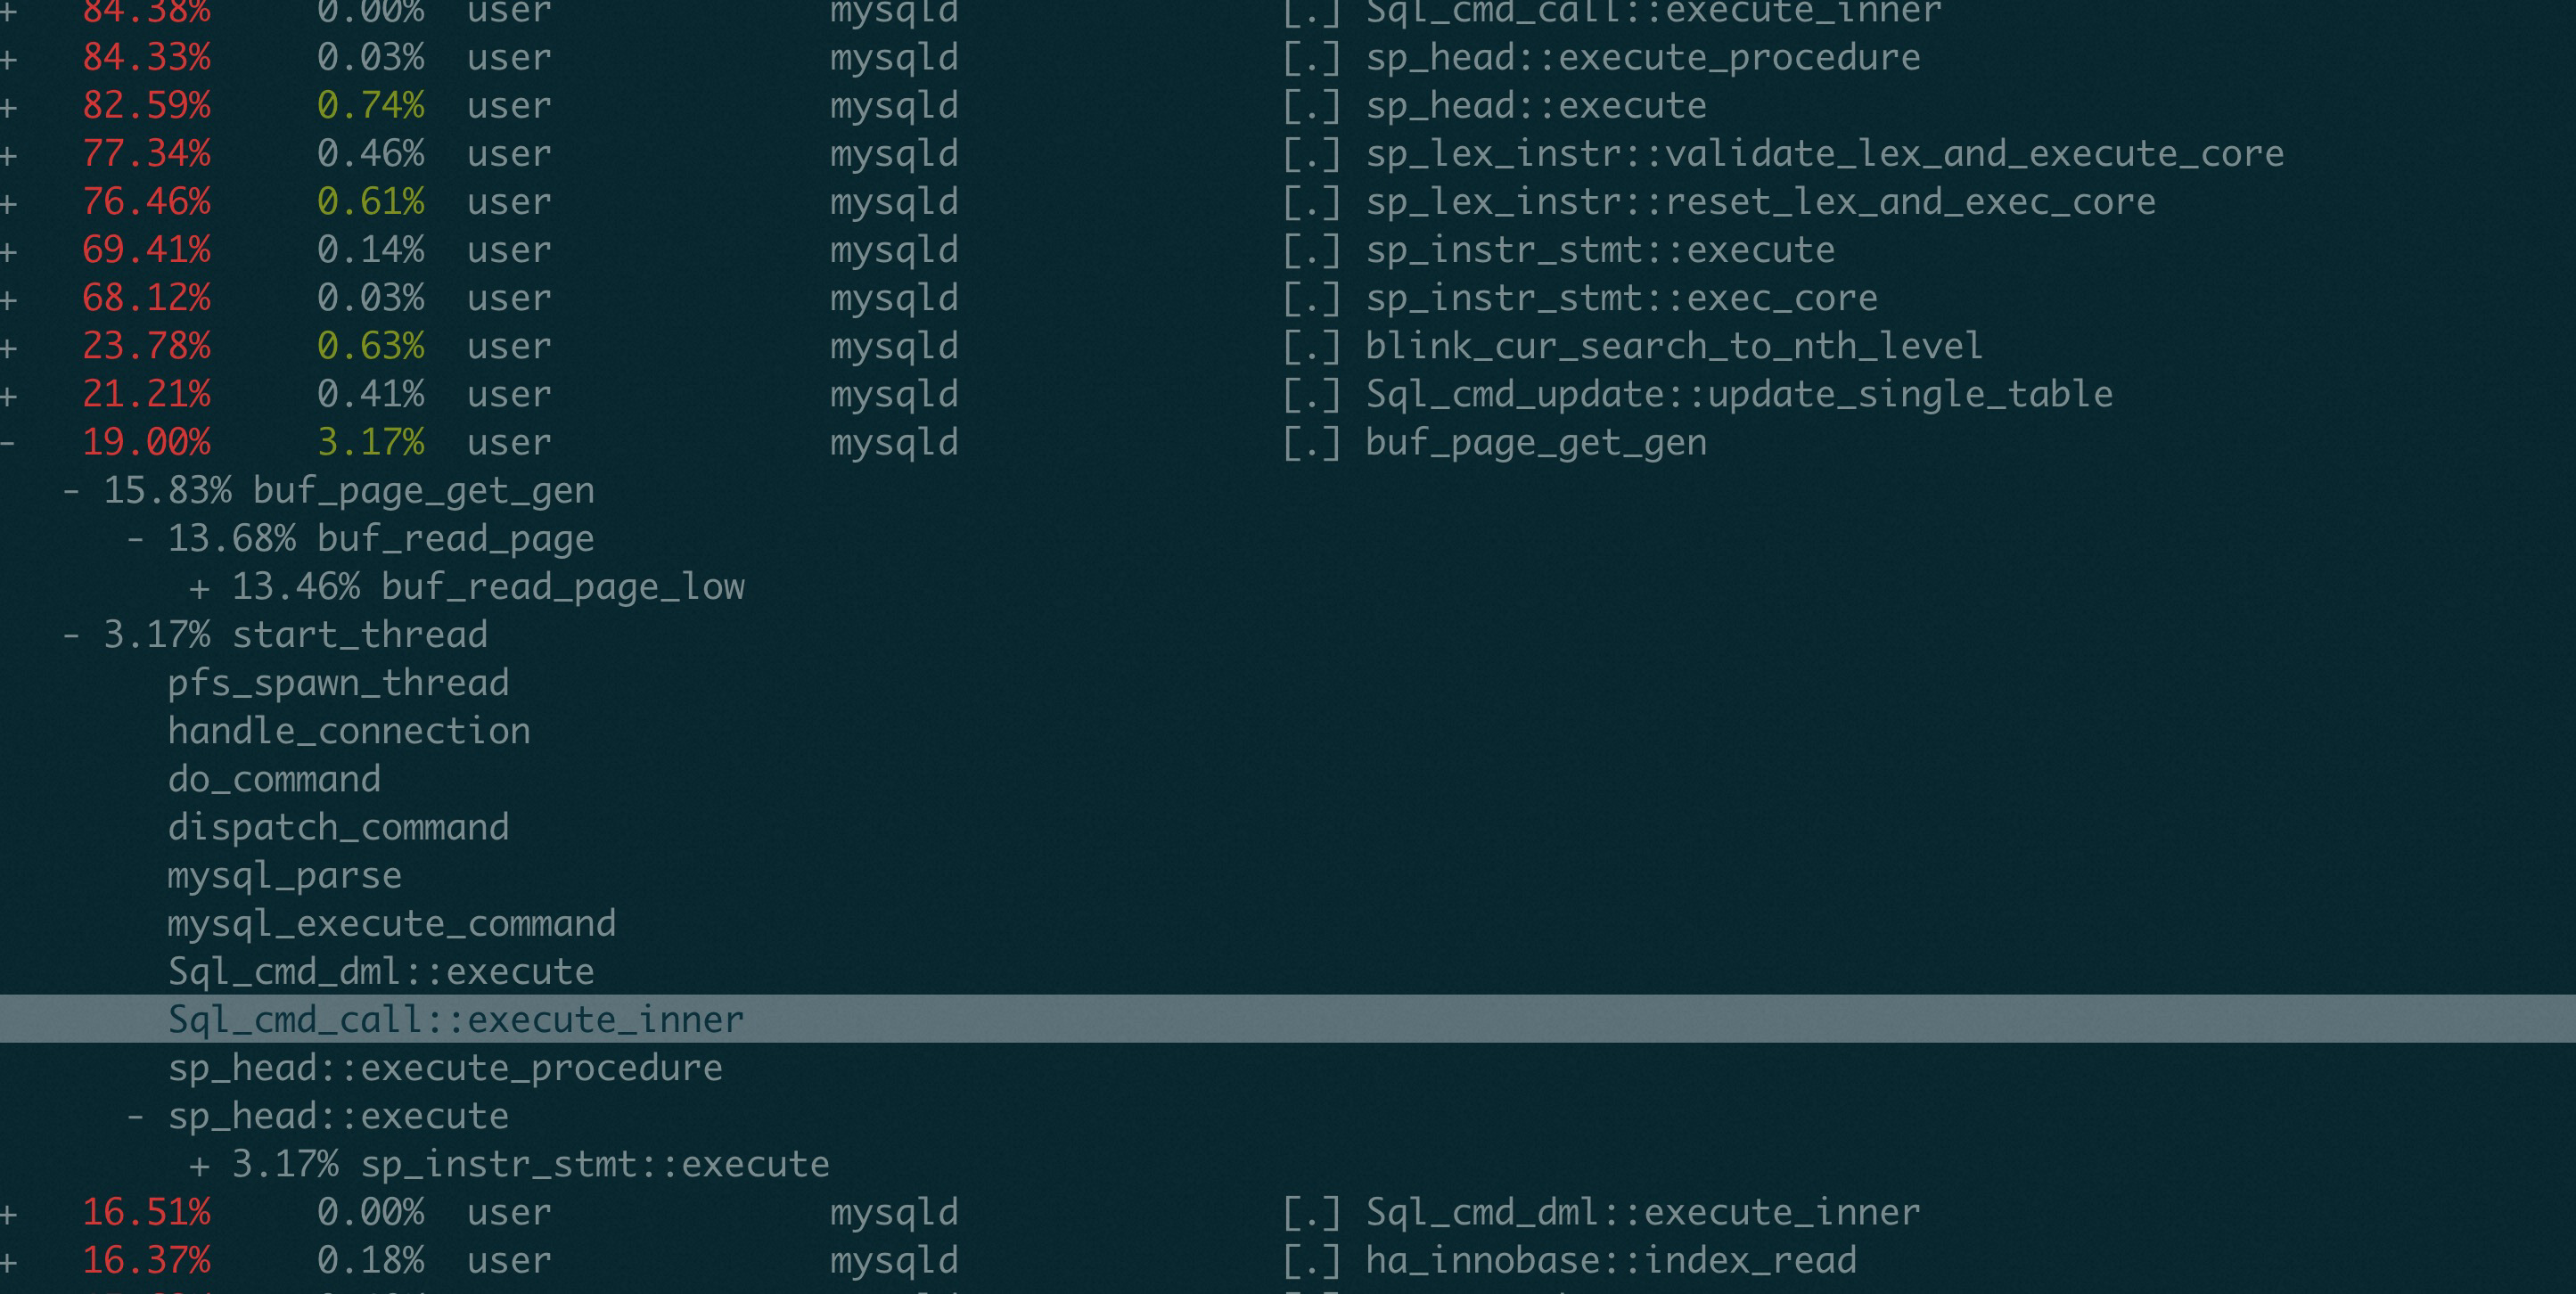 + 84.38% 0.00% user mysqld [.] Sql_cmd_call::execute_inner
+ 84.33% 0.03% user mysqld [.] sp_head::execute_procedure
+ 82.59% 0.74% user mysqld [.] sp_head::execute
+ 77.34% 0.46% user mysqld [.] sp_lex_instr::validate_lex_and_execute_core
+ 76.46% 0.61% user mysqld [.] sp_lex_instr::reset_lex_and_exec_core
+ 69.41% 0.14% user mysqld [.] sp_instr_stmt::execute
+ 68.12% 0.03% user mysqld [.] sp_instr_stmt::exec_core
+ 23.78% 0.63% user mysqld [.] blink_cur_search_to_nth_level
+ 21.21% 0.41% user mysqld [.] Sql_cmd_update::update_single_table
- 19.00% 3.17% user mysqld [.] buf_page_get_gen
- 15.83% buf_page_get_gen
- 13.68% buf_read_page
+ 13.46% buf_read_page_low
- 3.17% start_thread
pfs_spawn_thread
handle_connection
do_command
dispatch_command
mysql_parse
mysql_execute_command
Sql_cmd_dml::execute
Sql_cmd_call::execute_inner
sp_head::execute_procedure
- sp_head::execute
+ 3.17% sp_instr_stmt::execute
+ 16.51% 0.00% user mysqld [.] Sql_cmd_dml::execute_inner
+ 16.37% 0.18% user mysqld [.] ha_innobase::index_read